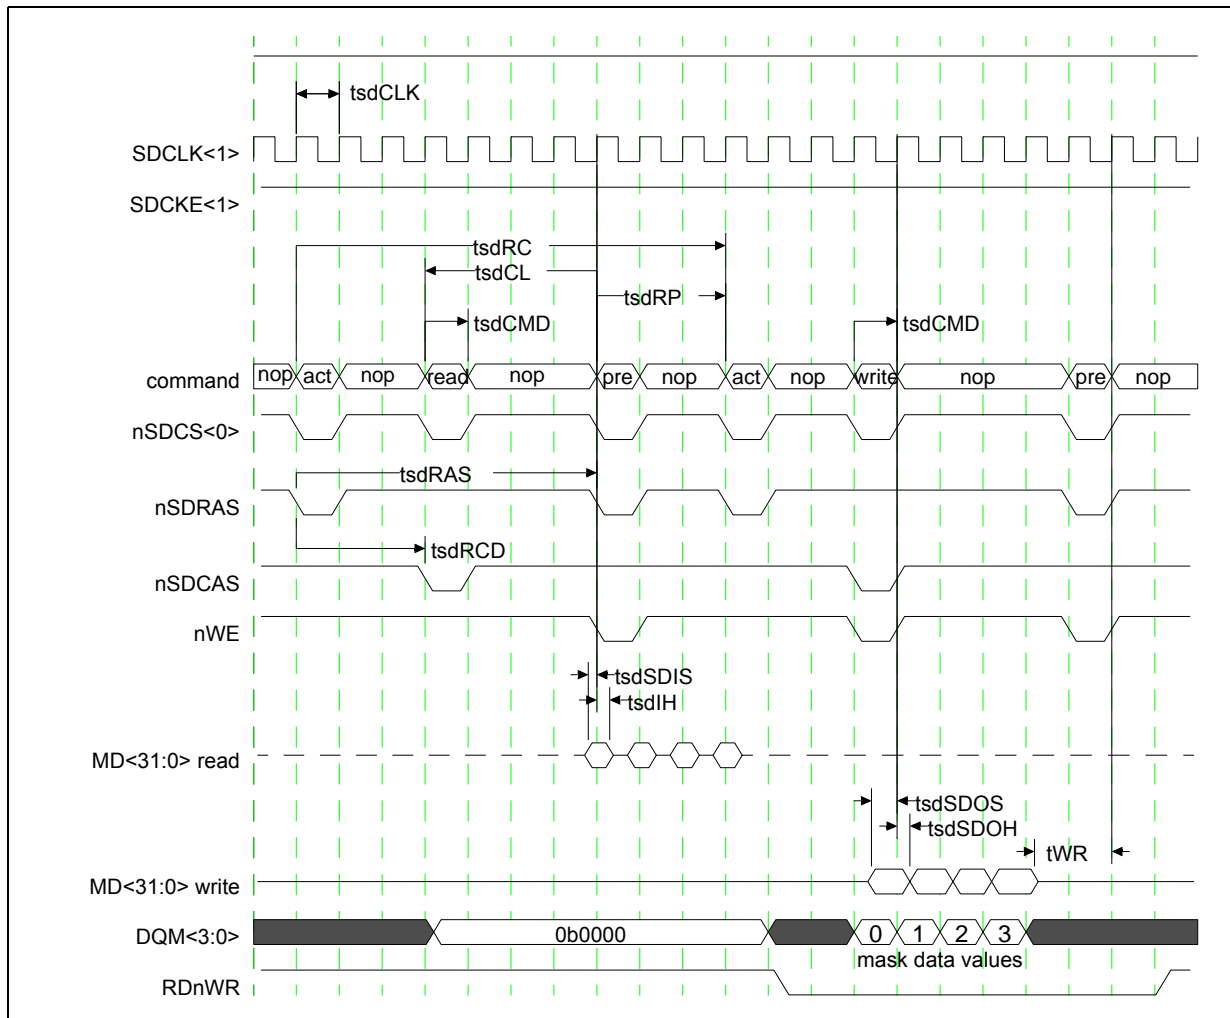 tsdCLK
SDCLK<1>
SDCKE<1>
tsdRC
tsdCL
tsdRP
tsdCMD tsdCMD
command nop act nop read nop pre nop act nop write nop pre nop
nSDCS<0>
tsdRAS
nSDRAS
tsdRCD
nSDCAS
nWE
tsdSDIS
tsdIH
MD<31:0> read
tsdSDOS
tsdSDOH
tWR
MD<31:0> write
DQM<3:0> 0b0000 0 1 2 3
mask data values
RDnWR